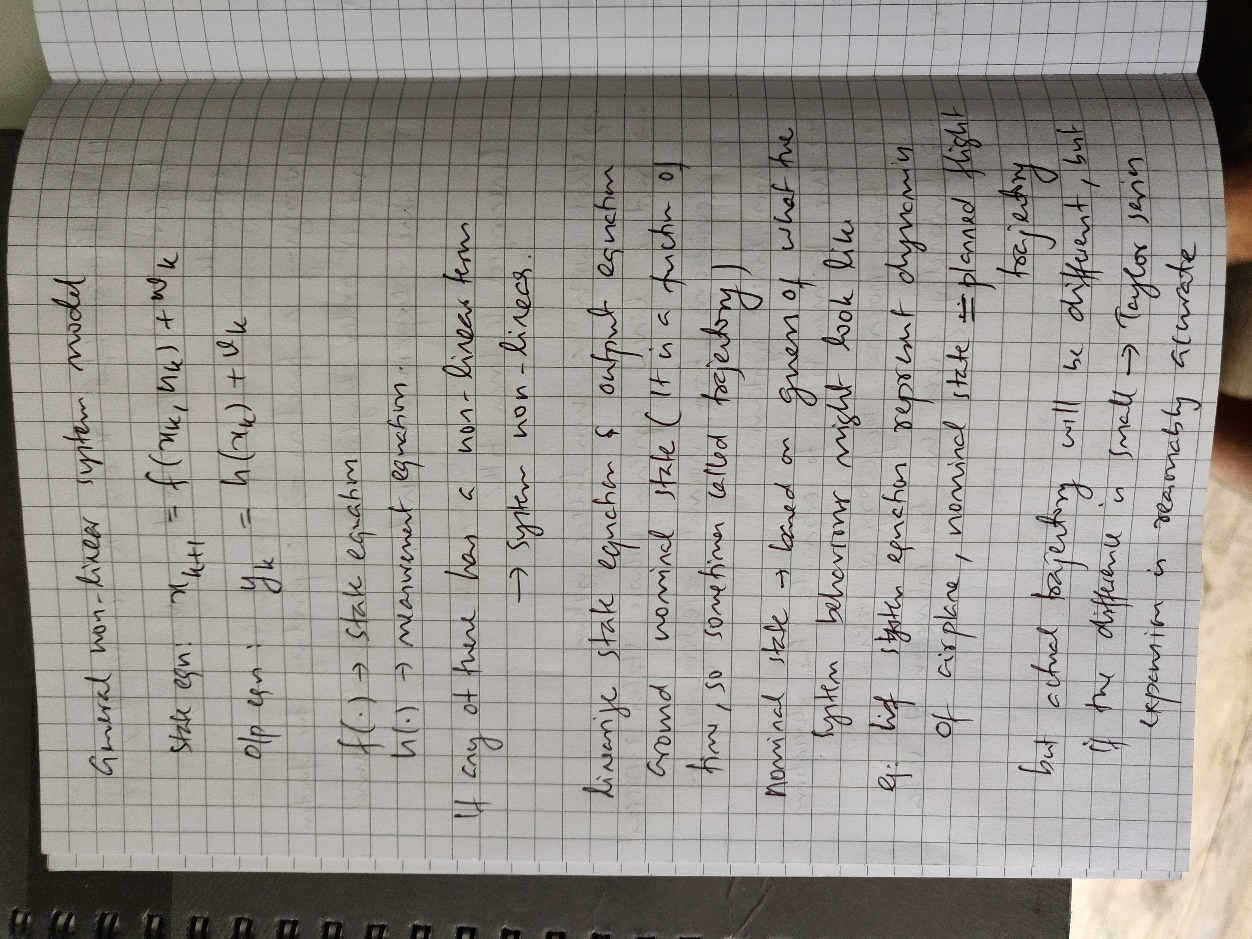 General non-linear system model
State eqn: x_{k+1} = f(x_k, u_k) + w_k
o/p eqn: y_k = h(x_k) + v_k
f(.) → state equation
h(.) → measurement equation.
If any of these has a non-linear term
→ system non-linear.
linearize state equation & output equation
around nominal state (It is a function of
time, so sometimes called trajectory)
Nominal state → based on guess of what the
system behaviour might look like
eg: if system equation represent dynamics
of airplane, nominal state = planned flight
trajectory
but actual trajectory will be different, but
if the difference is small → Taylor series
expansion is reasonably accurate